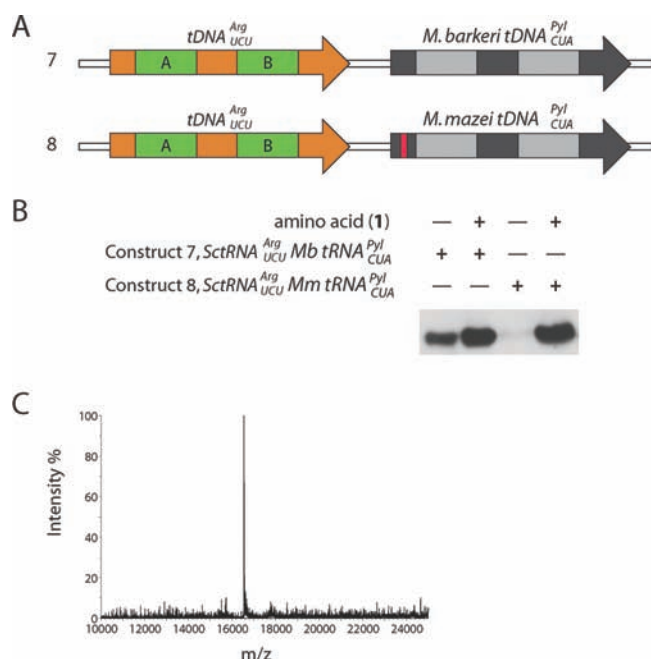 A
tDNA Arg UCU M.barkeri tDNA Pyl CUA
7 A B
tDNA Arg UCU M.mazei tDNA Pyl CUA
8 A B
B
amino acid (1) — + — +
Construct 7, SctRNA Arg UCU Mb tRNA Pyl CUA + + — —
Construct 8, SctRNA Arg UCU Mm tRNA Pyl CUA — — + +
C
Intensity %
100
80
60
40
20
0
10000 12000 14000 16000 18000 20000 22000 24000
m/z